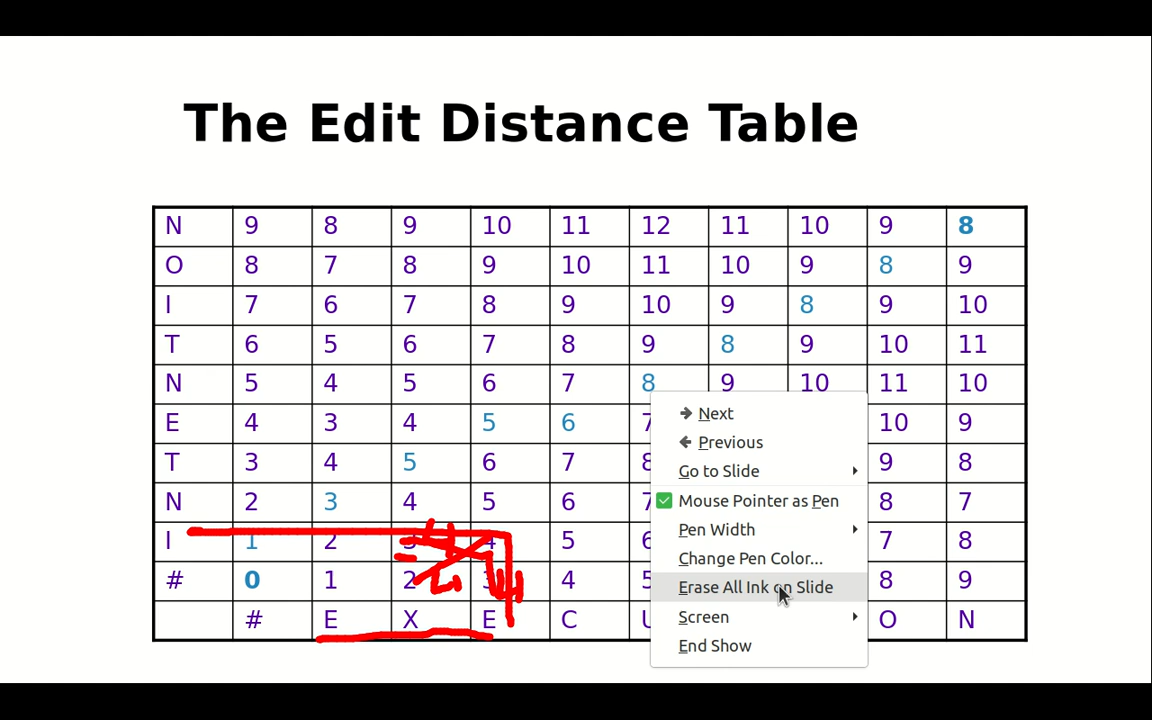 The Edit Distance Table
N 9 8 9 10 11 12 11 10 9 8
O 8 7 8 9 10 11 10 9 8 9
I 7 6 7 8 9 10 9 8 9 10
T 6 5 6 7 8 9 8 9 10 11
N 5 4 5 6 7 8 9 10 11 10
E 4 3 4 5 6 7 10 9
T 3 4 5 6 7 8 9 8
N 2 3 4 5 6 7 8 7
I 1 2 3 4 5 6 7 8
# 0 1 2 3 4 5 8 9
# E X E C U O N
Next
Previous
Go to Slide
Mouse Pointer as Pen
Pen Width
Change Pen Color...
Erase All Ink on Slide
Screen
End Show